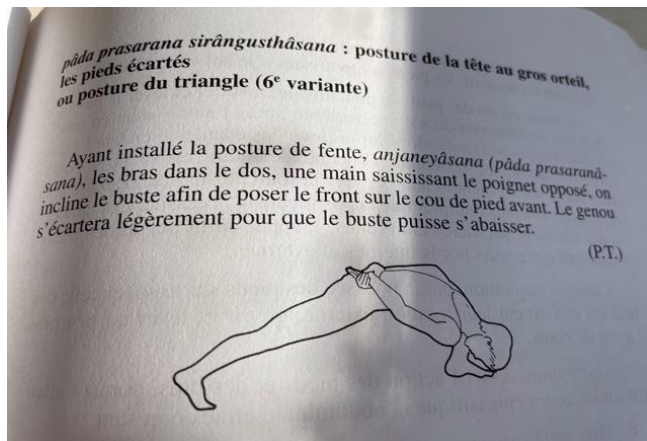 pâda prasarana sirângusthâsana : posture de la tête au gros orteil,
les pieds écartés
ou posture du triangle (6e variante)
Ayant installé la posture de fente, anjaneyâsana (pâda prasaranâ-
sana), les bras dans le dos, une main saississant le poignet opposé, on
incline le buste afin de poser le front sur le cou de pied avant. Le genou
s'écartera légèrement pour que le buste puisse s'abaisser.
(P.T.)